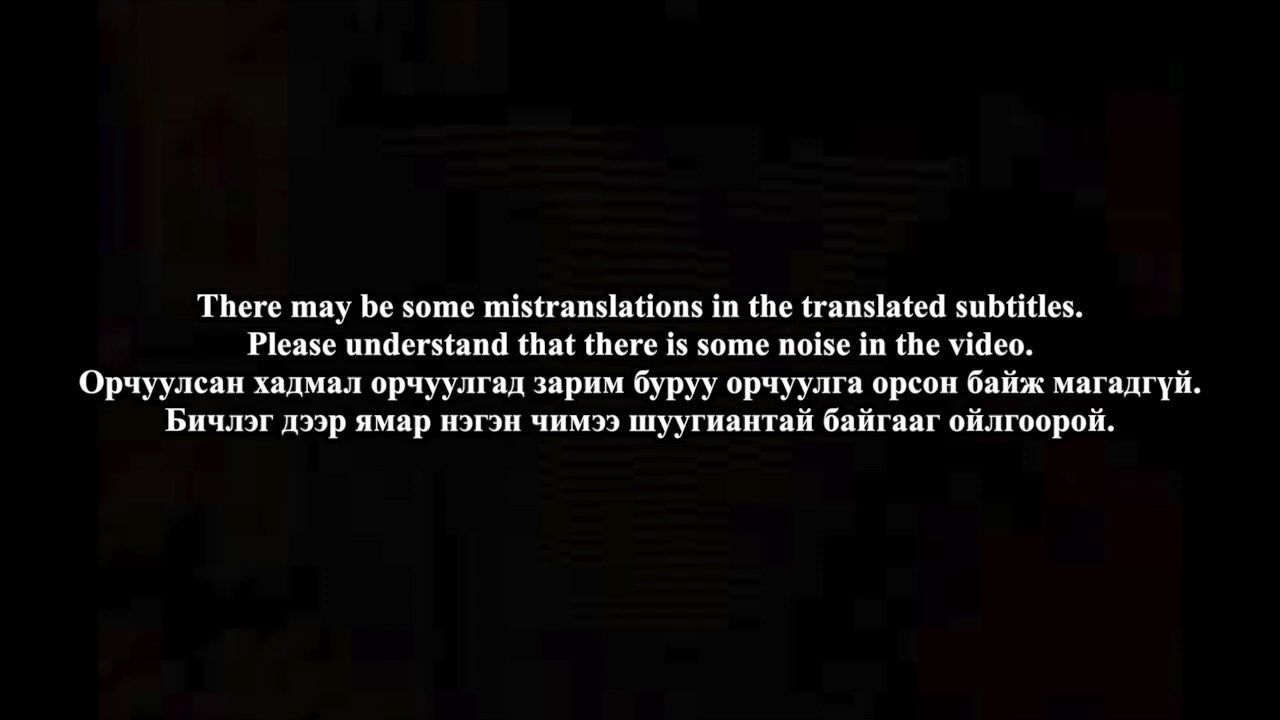 There may be some mistranslations in the translated subtitles.
Please understand that there is some noise in the video.
Орчуулсан хадмал орчуулгад зарим буруу орчуулга орсон байж магадгүй.
Бичлэг дээр ямар нэгэн чимээ шуугиантай байгааг ойлгоорой.